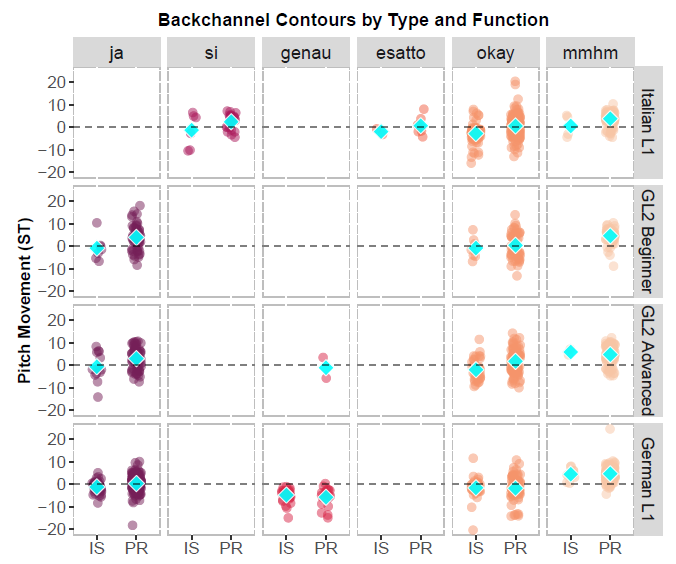 Backchannel Contours by Type and Function
ja si genau esatto okay mmhm
Pitch Movement (ST)
20
10
0
−10
−20
Italian L1
20
10
0
−10
−20
GL2 Beginner
20
10
0
−10
−20
GL2 Advanced
20
10
0
−10
−20
German L1
IS PR IS PR IS PR IS PR IS PR IS PR